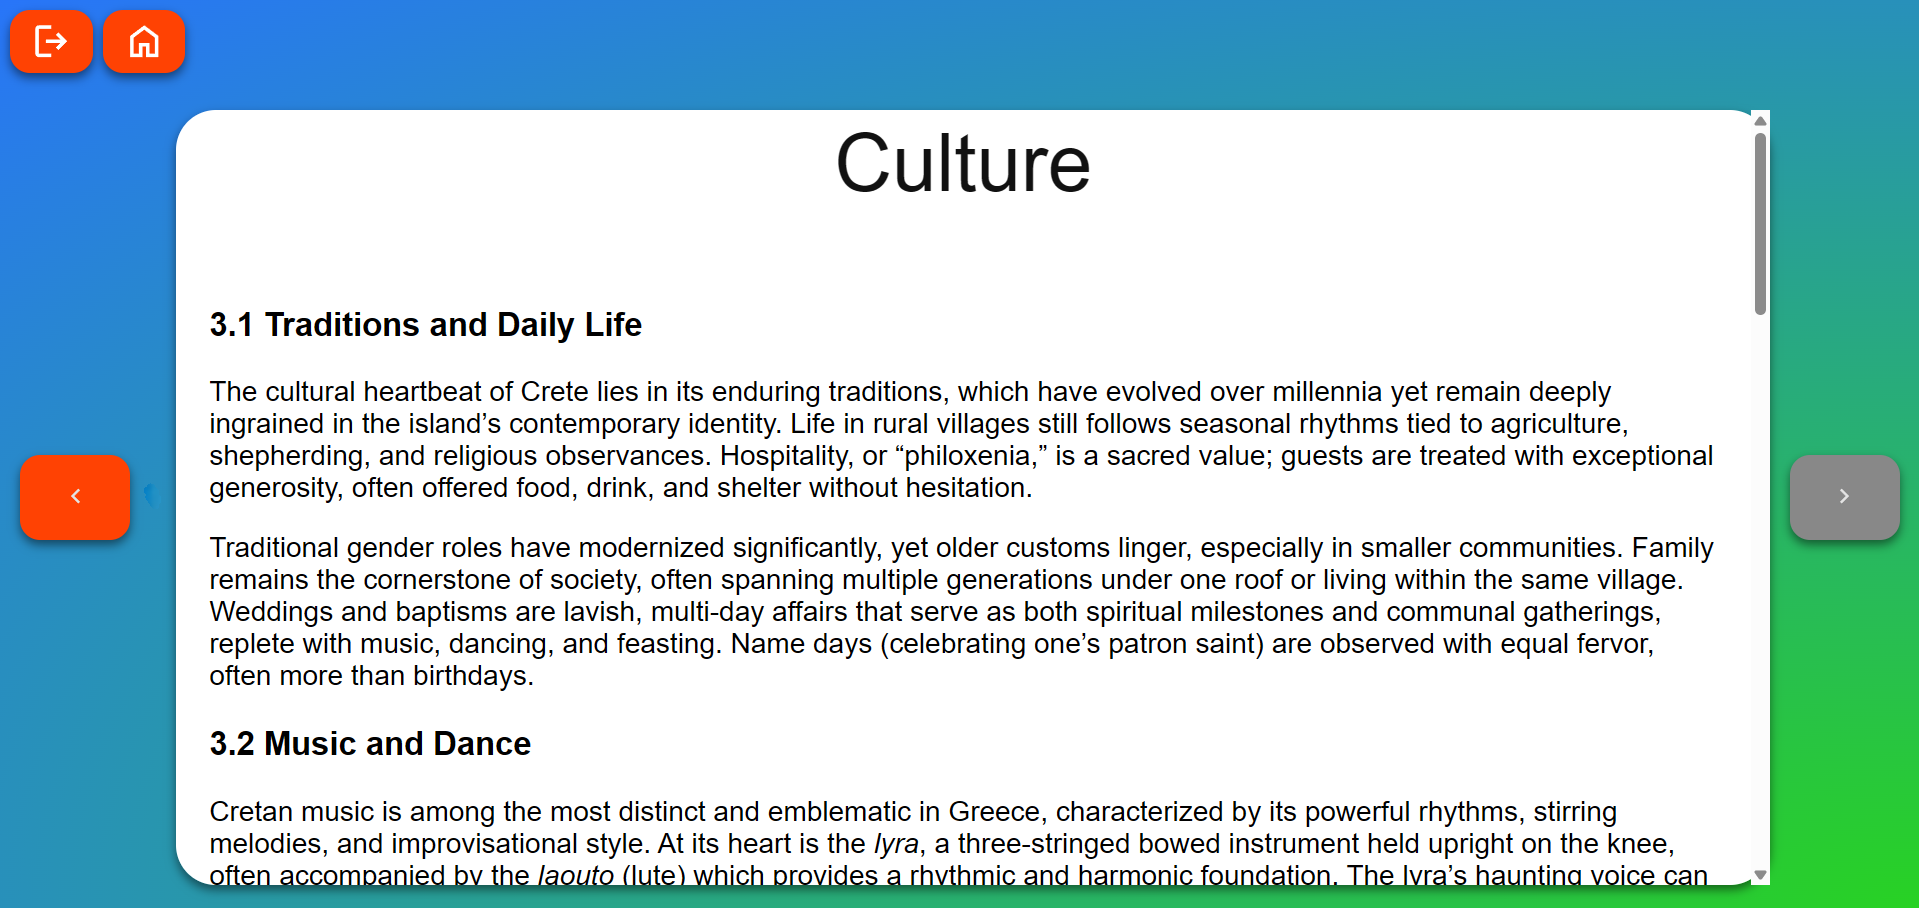 Culture
3.1 Traditions and Daily Life
The cultural heartbeat of Crete lies in its enduring traditions, which have evolved over millennia yet remain deeply
ingrained in the island’s contemporary identity. Life in rural villages still follows seasonal rhythms tied to agriculture,
shepherding, and religious observances. Hospitality, or “philoxenia,” is a sacred value; guests are treated with exceptional
generosity, often offered food, drink, and shelter without hesitation.
Traditional gender roles have modernized significantly, yet older customs linger, especially in smaller communities. Family
remains the cornerstone of society, often spanning multiple generations under one roof or living within the same village.
Weddings and baptisms are lavish, multi-day affairs that serve as both spiritual milestones and communal gatherings,
replete with music, dancing, and feasting. Name days (celebrating one’s patron saint) are observed with equal fervor,
often more than birthdays.
3.2 Music and Dance
Cretan music is among the most distinct and emblematic in Greece, characterized by its powerful rhythms, stirring
melodies, and improvisational style. At its heart is the lyra, a three-stringed bowed instrument held upright on the knee,
often accompanied by the laouto (lute) which provides a rhythmic and harmonic foundation. The lyra’s haunting voice can